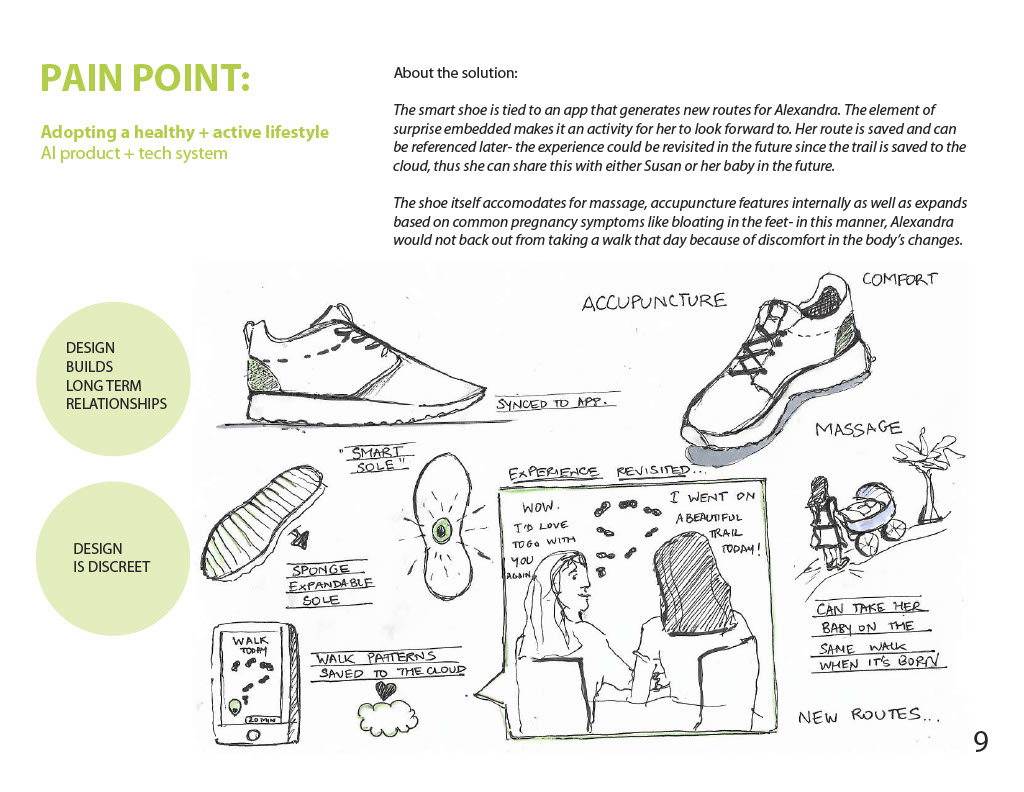 PAIN POINT:
Adopting a healthy + active lifestyle
AI product + tech system
About the solution:
The smart shoe is tied to an app that generates new routes for Alexandra. The element of
surprise embedded makes it an activity for her to look forward to. Her route is saved and can
be referenced later- the experience could be revisited in the future since the trail is saved to the
cloud, thus she can share this with either Susan or her baby in the future.
The shoe itself accomodates for massage, accupuncture features internally as well as expands
based on common pregnancy symptoms like bloating in the feet- in this manner, Alexandra
would not back out from taking a walk that day because of discomfort in the body's changes.
DESIGN
BUILDS
LONG TERM
RELATIONSHIPS
DESIGN
IS DISCREET
ACCUPUNCTURE
COMFORT
SYNCED TO APP.
MASSAGE
"SMART
SOLE"
SPONGE
EXPANDABLE
SOLE
EXPERIENCE REVISITED...
WOW.
I'D LOVE
TO GO WITH
YOU
AGAIN
I WENT ON
A BEAUTIFUL
TRAIL
TODAY!
CAN TAKE HER
BABY ON THE
SAME WALK
WHEN IT'S BORN
WALK
TODAY
20 MIN
WALK PATTERNS
SAVED TO THE CLOUD
NEW ROUTES...
9